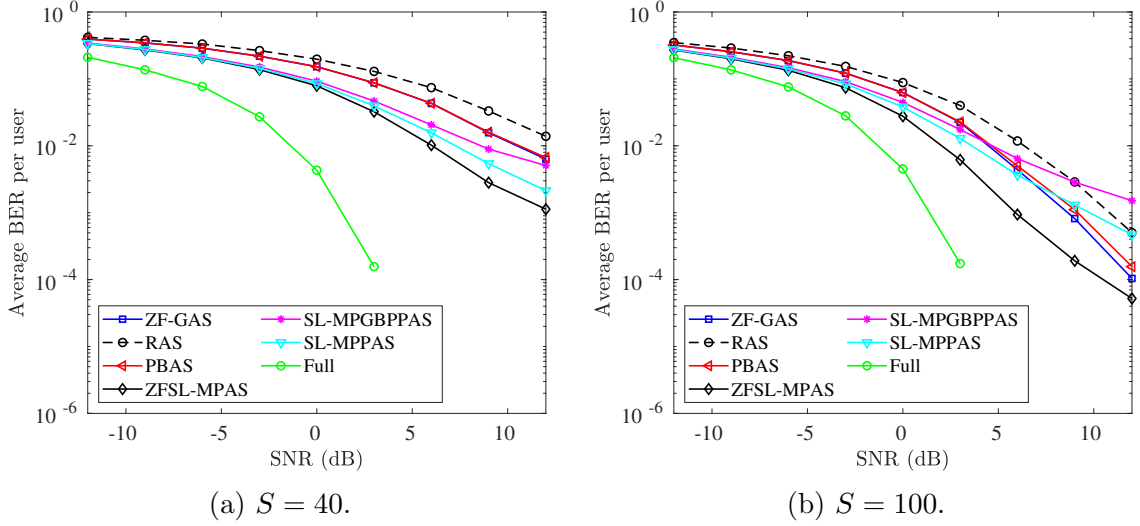 10^0
10^-2
10^-4
10^-6
Average BER per user
-10
-5
0
5
10
SNR (dB)
ZF-GAS
RAS
PBAS
ZFSL-MPAS
SL-MPGBPPAS
SL-MPPAS
Full
(a) S = 40.
10^0
10^-2
10^-4
10^-6
Average BER per user
-10
-5
0
5
10
SNR (dB)
ZF-GAS
RAS
PBAS
ZFSL-MPAS
SL-MPGBPPAS
SL-MPPAS
Full
(b) S = 100.